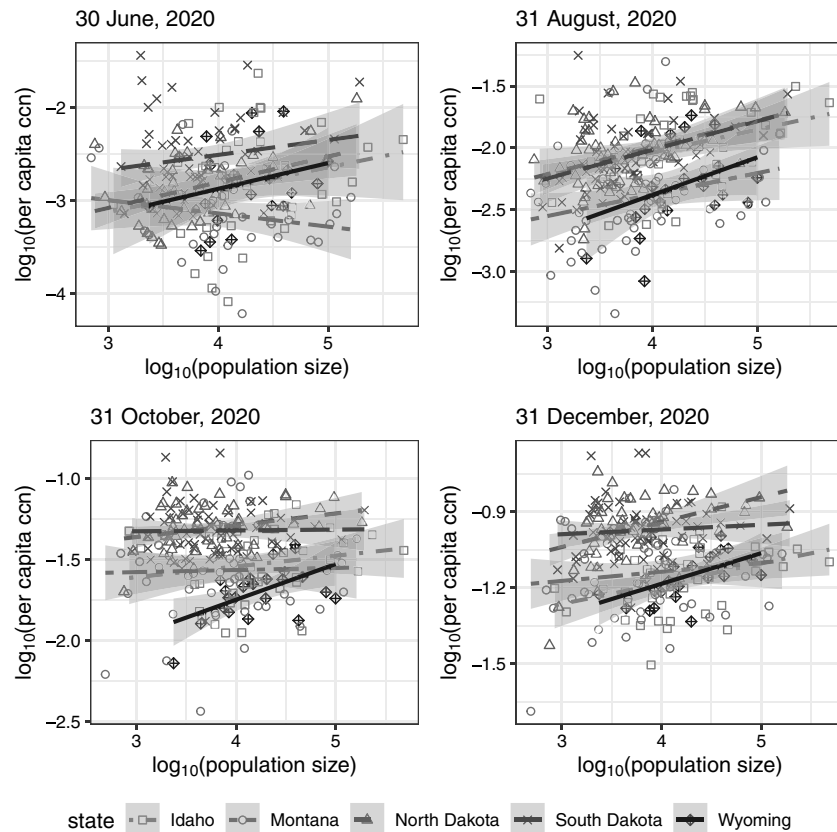 30 June, 2020
31 August, 2020
log10(per capita ccn)
−2
−3
−4
3
4
5
log10(population size)
log10(per capita ccn)
−1.5
−2.0
−2.5
−3.0
3
4
5
log10(population size)
31 October, 2020
31 December, 2020
log10(per capita ccn)
−1.0
−1.5
−2.0
−2.5
3
4
5
log10(population size)
log10(per capita ccn)
−0.9
−1.2
−1.5
3
4
5
log10(population size)
state Idaho Montana North Dakota South Dakota Wyoming